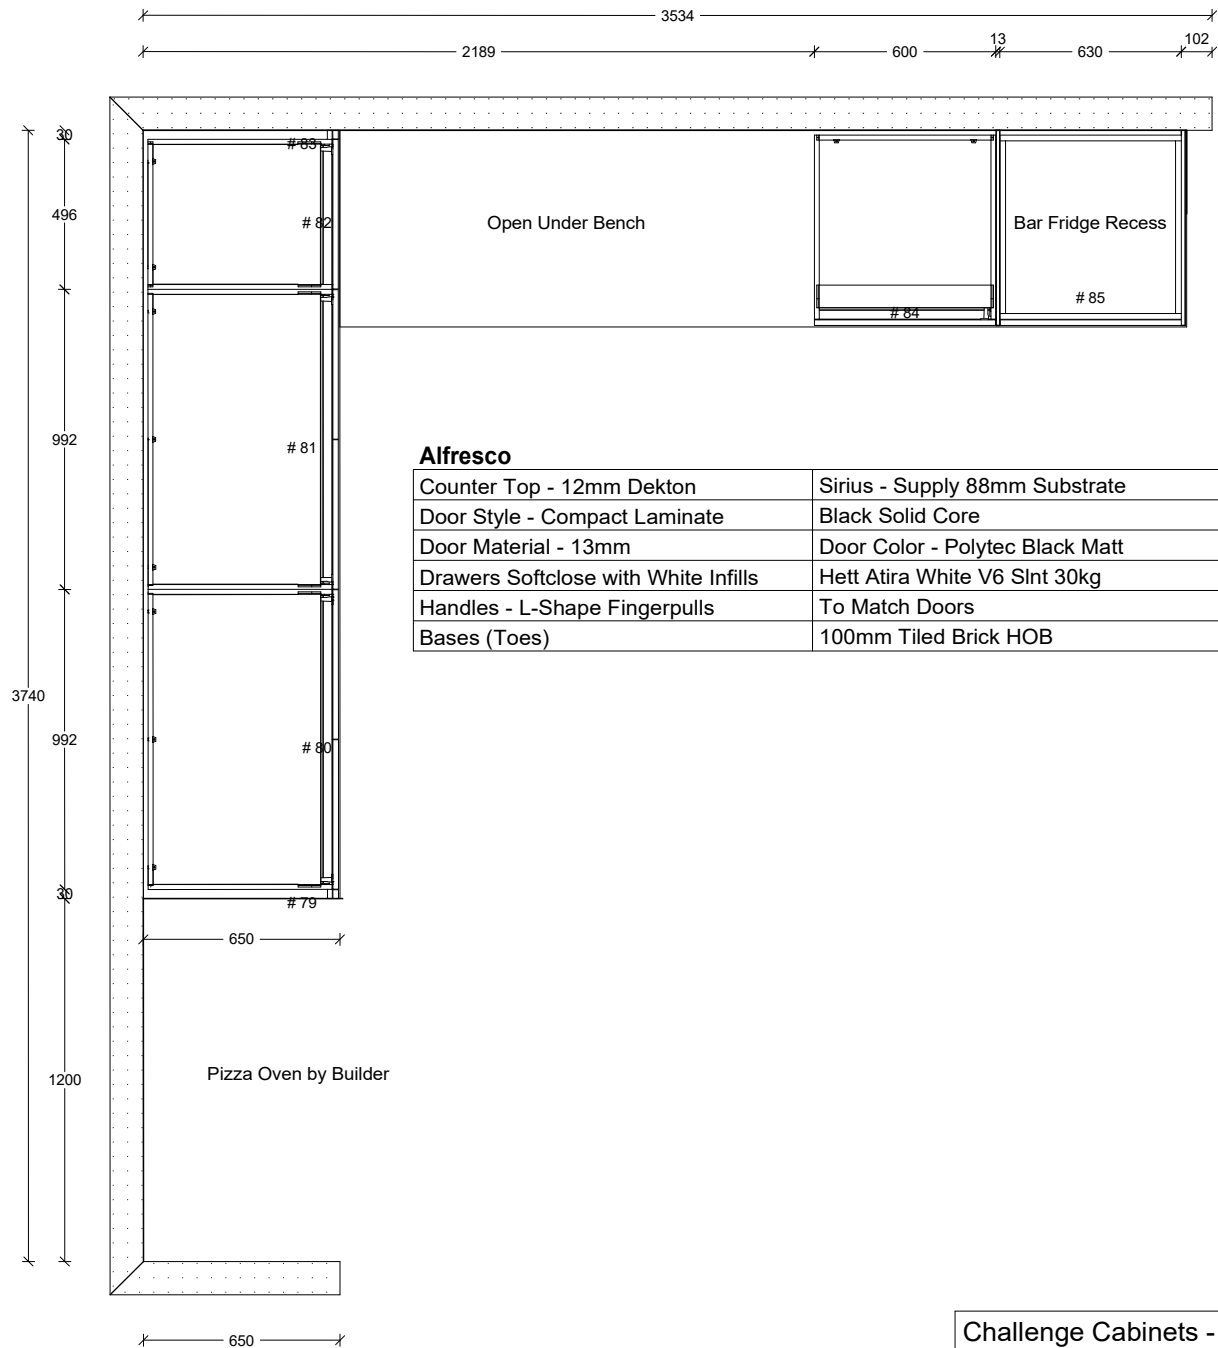 3534
2189
600
13
630
102
30
# 83
496
# 82
Open Under Bench
Bar Fridge Recess
# 85
# 84
992
# 81
Alfresco
Counter Top - 12mm Dekton
Sirius - Supply 88mm Substrate
Door Style - Compact Laminate
Black Solid Core
Door Material - 13mm
Door Color - Polytec Black Matt
Drawers Softclose with White Infills
Hett Atira White V6 Slnt 30kg
Handles - L-Shape Fingerpulls
To Match Doors
Bases (Toes)
100mm Tiled Brick HOB
3740
992
# 80
30
# 79
650
Pizza Oven by Builder
1200
650
Challenge Cabinets -